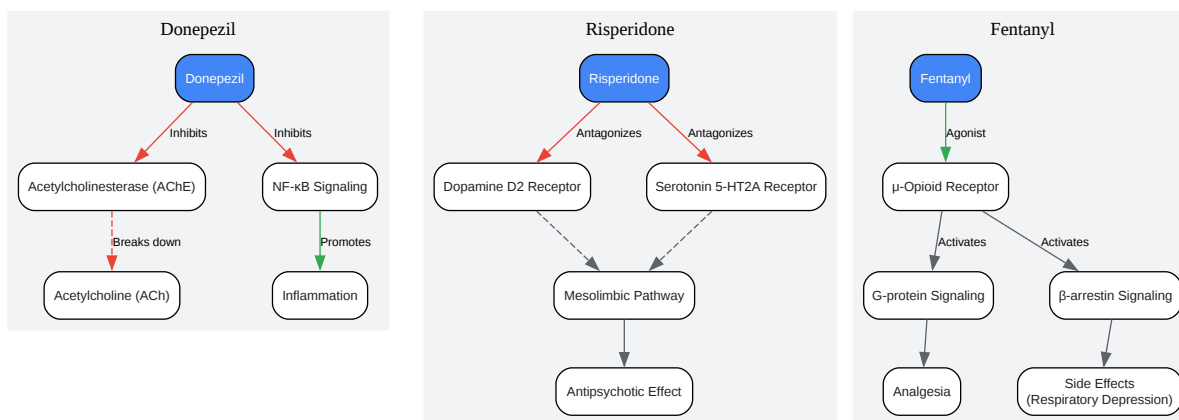 Donepezil
Risperidone
Fentanyl
Donepezil
Risperidone
Fentanyl
Inhibits
Inhibits
Antagonizes
Antagonizes
Agonist
Acetylcholinesterase (AChE)
NF-κB Signaling
Dopamine D2 Receptor
Serotonin 5-HT2A Receptor
μ-Opioid Receptor
Breaks down
Promotes
Activates
Activates
Acetylcholine (ACh)
Inflammation
Mesolimbic Pathway
G-protein Signaling
β-arrestin Signaling
Antipsychotic Effect
Analgesia
Side Effects
(Respiratory Depression)